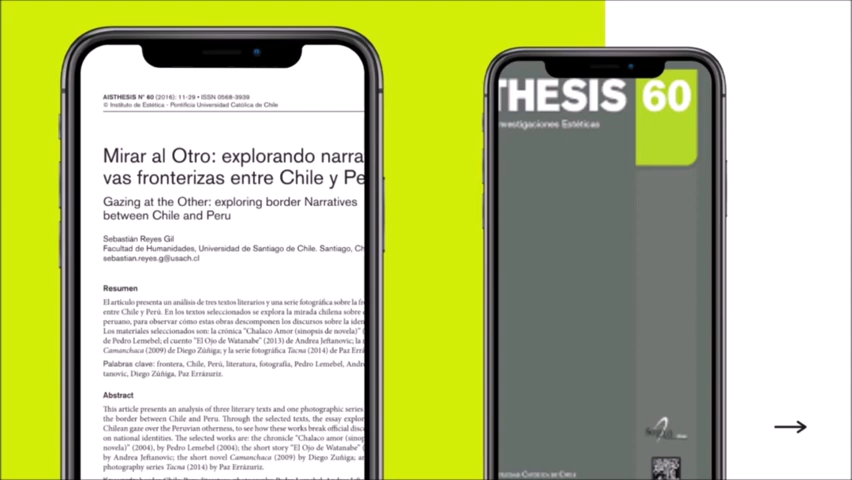 AISTHESIS Nº 60 (2016): 11-29 • ISSN 0568-3939
© Instituto de Estética - Pontificia Universidad Católica de Chile
Mirar al Otro: explorando narra
vas fronterizas entre Chile y Pe
Gazing at the Other: exploring border Narratives
between Chile and Peru
Sebastián Reyes Gil
Facultad de Humanidades, Universidad de Santiago de Chile. Santiago, Ch
sebastian.reyes.g@usach.cl
Resumen
El artículo presenta un análisis de tres textos literarios y una serie fotográfica sobre la fr
entre Chile y Perú. En los textos seleccionados se explora la mirada chilena sobre
peruano, para observar cómo estas obras descomponen los discursos sobre la iden
Los materiales seleccionados son: la crónica "Chalaco Amor (sinopsis de novela)" (
de Pedro Lemebel; el cuento "El Ojo de Watanabe" (2013) de Andrea Jeftanovic; la
Camanchaca (2009) de Diego Zúñiga; y la serie fotográfica Tacna (2014) de Paz Errá
Palabras clave: frontera, Chile, Perú, literatura, fotografía, Pedro Lemebel, Andre
tanovic, Diego Zúñiga, Paz Errázuriz.
Abstract
This article presents an analysis of three literary texts and one photographic series
the border between Chile and Peru. Through the selected texts, the essay explor
Chilean gaze over the Peruvian otherness, to see how these works break official disc
on national identities. The selected works are: the chronicle "Chalaco amor (sinop
novela)" (2004), by Pedro Lemebel (2004); the short story "El Ojo de Watanabe"
by Andrea Jeftanovic; the short novel Camanchaca (2009) by Diego Zúñiga; a
photography series Tacna (2014) by Paz Errázuriz.
THESIS 60
nvestigaciones Estéticas